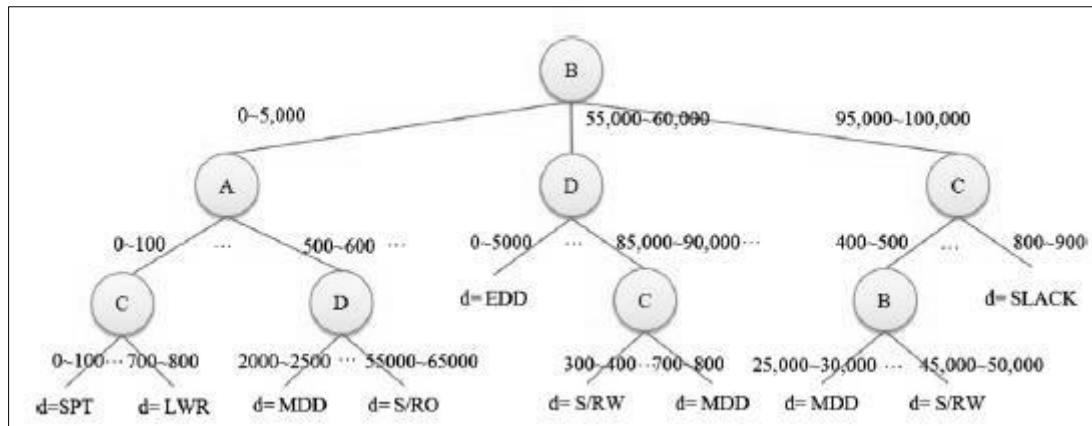 B
0~5,000 55,000~60,000 95,000~100,000
A D C
0~100 ... 500~600 ... 0~5000 ... 85,000~90,000... 400~500 ... 800~900
d= EDD d= SLACK
C D C B
0~100 ... 700~800 2000~2500 ... 55000~65000 300~400 ... 700~800 25,000~30,000 ... 45,000~50,000
d=SPT d= LWR d= MDD d= S/RO d= S/RW d= MDD d= MDD d= S/RW